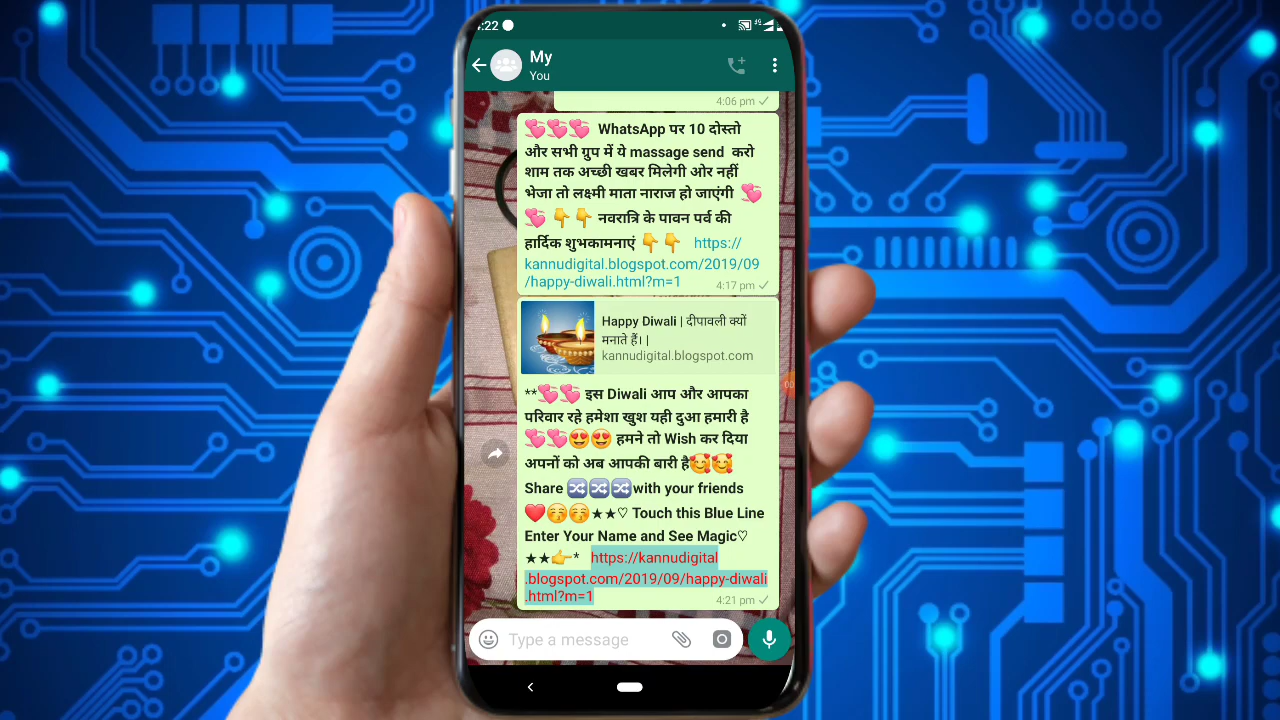 4:22
My
You
4:06 pm
💞💞💞 WhatsApp पर 10 दोस्तो
और सभी ग्रुप में ये massage send करो
शाम तक अच्छी खबर मिलेगी ओर नहीं
भेजा तो लक्ष्मी माता नाराज हो जाएंगी 💞
💞 👇👇 नवरात्रि के पावन पर्व की
हार्दिक शुभकामनाएं 👇👇 https://
kannudigital.blogspot.com/2019/09
/happy-diwali.html?m=1 4:17 pm
Happy Diwali | दीपावली क्यों
मनाते हैं। |
kannudigital.blogspot.com
**💞💞 इस Diwali आप और आपका
परिवार रहे हमेशा खुश यही दुआ हमारी है
💞💞😍😍 हमने तो Wish कर दिया
अपनों को अब आपकी बारी है🥰🥰
Share 🔀🔀🔀with your friends
❤️😚😚★★♡ Touch this Blue Line
Enter Your Name and See Magic♡
★★👉* https://kannudigital
.blogspot.com/2019/09/happy-diwali
.html?m=1 4:21 pm
Type a message